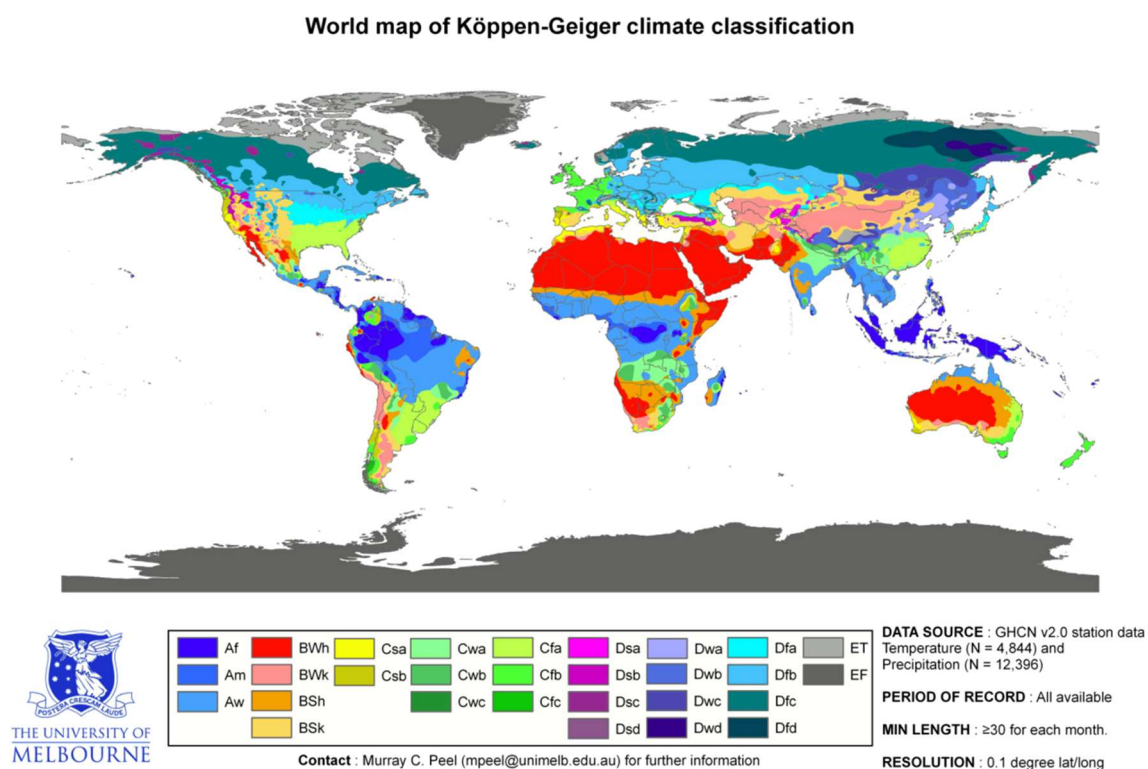 World map of Köppen-Geiger climate classification
POSTERA CRESCAM LAUDE
THE UNIVERSITY OF
MELBOURNE
Af
Am
Aw
BWh
BWk
BSh
BSk
Csa
Csb
Cwa
Cwb
Cwc
Cfa
Cfb
Cfc
Dsa
Dsb
Dsc
Dsd
Dwa
Dwb
Dwc
Dwd
Dfa
Dfb
Dfc
Dfd
ET
EF
DATA SOURCE : GHCN v2.0 station data
Temperature (N = 4,844) and
Precipitation (N = 12,396)
PERIOD OF RECORD : All available
MIN LENGTH : ≥30 for each month.
RESOLUTION : 0.1 degree lat/long
Contact : Murray C. Peel (mpeel@unimelb.edu.au) for further information